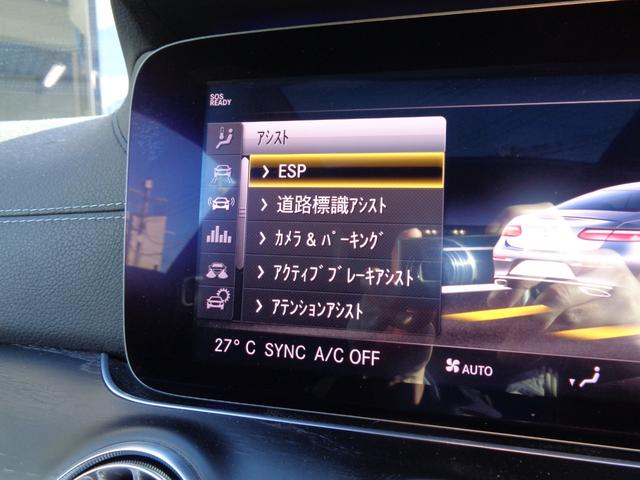 SOS
READY
アシスト
ESP
道路標識アシスト
カメラ & パーキング
アクティブブレーキアシスト
アテンションアシスト
27°C SYNC A/C OFF
AUTO